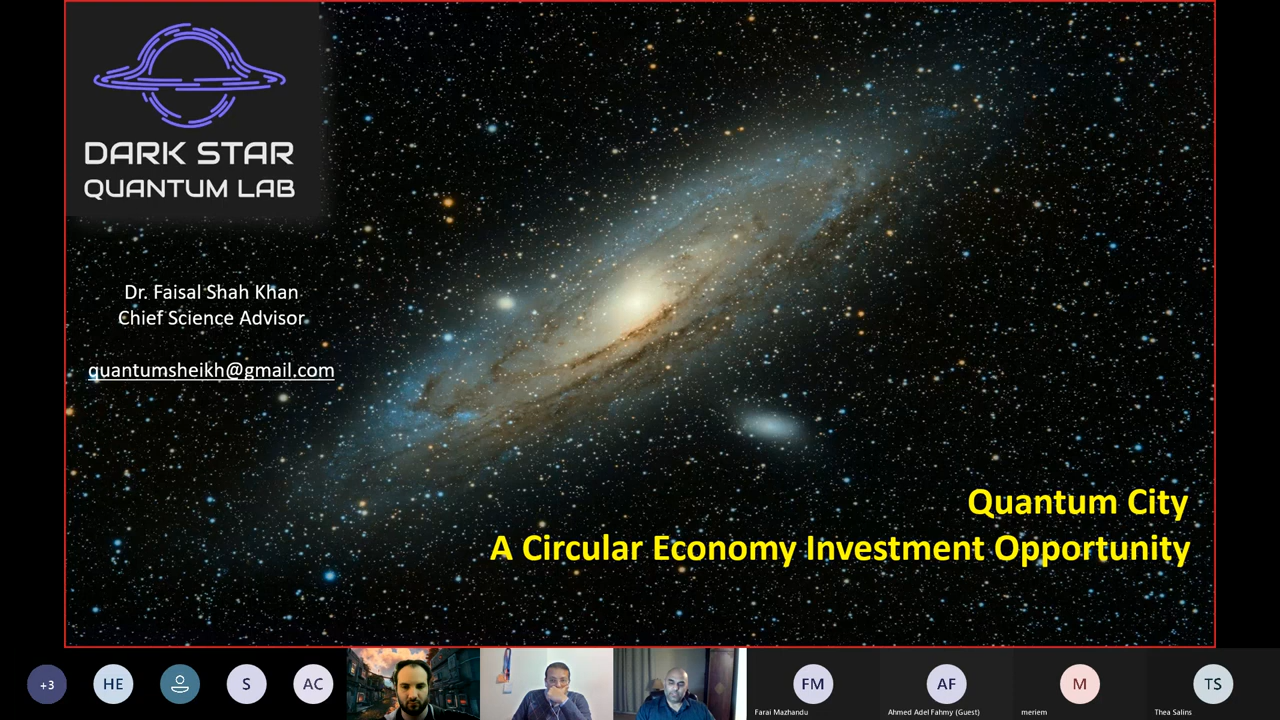 DARK STAR
QUANTUM LAB
Dr. Faisal Shah Khan
Chief Science Advisor
quantumsheikh@gmail.com
Quantum City
A Circular Economy Investment Opportunity
+3
HE
S
AC
FM
Farai Mazhandu
AF
Ahmed Adel Fahmy (Guest)
M
meriem
TS
Thea Salins